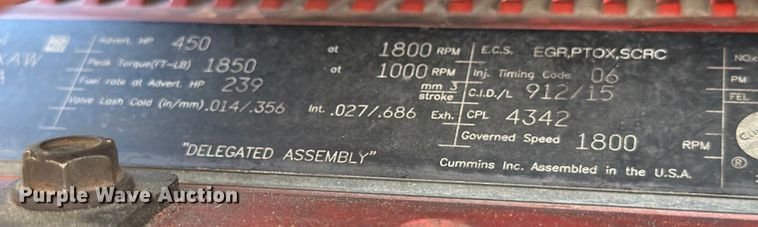 Advert. HP 450 at 1800 RPM E.C.S. EGR,PTOX,SCRC NOx
XAW Peak Torque(FT-LB) 1850 at 1000 RPM Inj. Timing Code 06 PM
A Fuel rate at Advert. HP 239 mm 3 stroke C.I.D./L 912/15 FEL
Valve Lash Cold (in/mm) .014/.356 Int. .027/.686 Exh. CPL 4342
Governed Speed 1800 RPM
"DELEGATED ASSEMBLY" Cummins Inc. Assembled in the U.S.A. ®
Purple Wave Auction